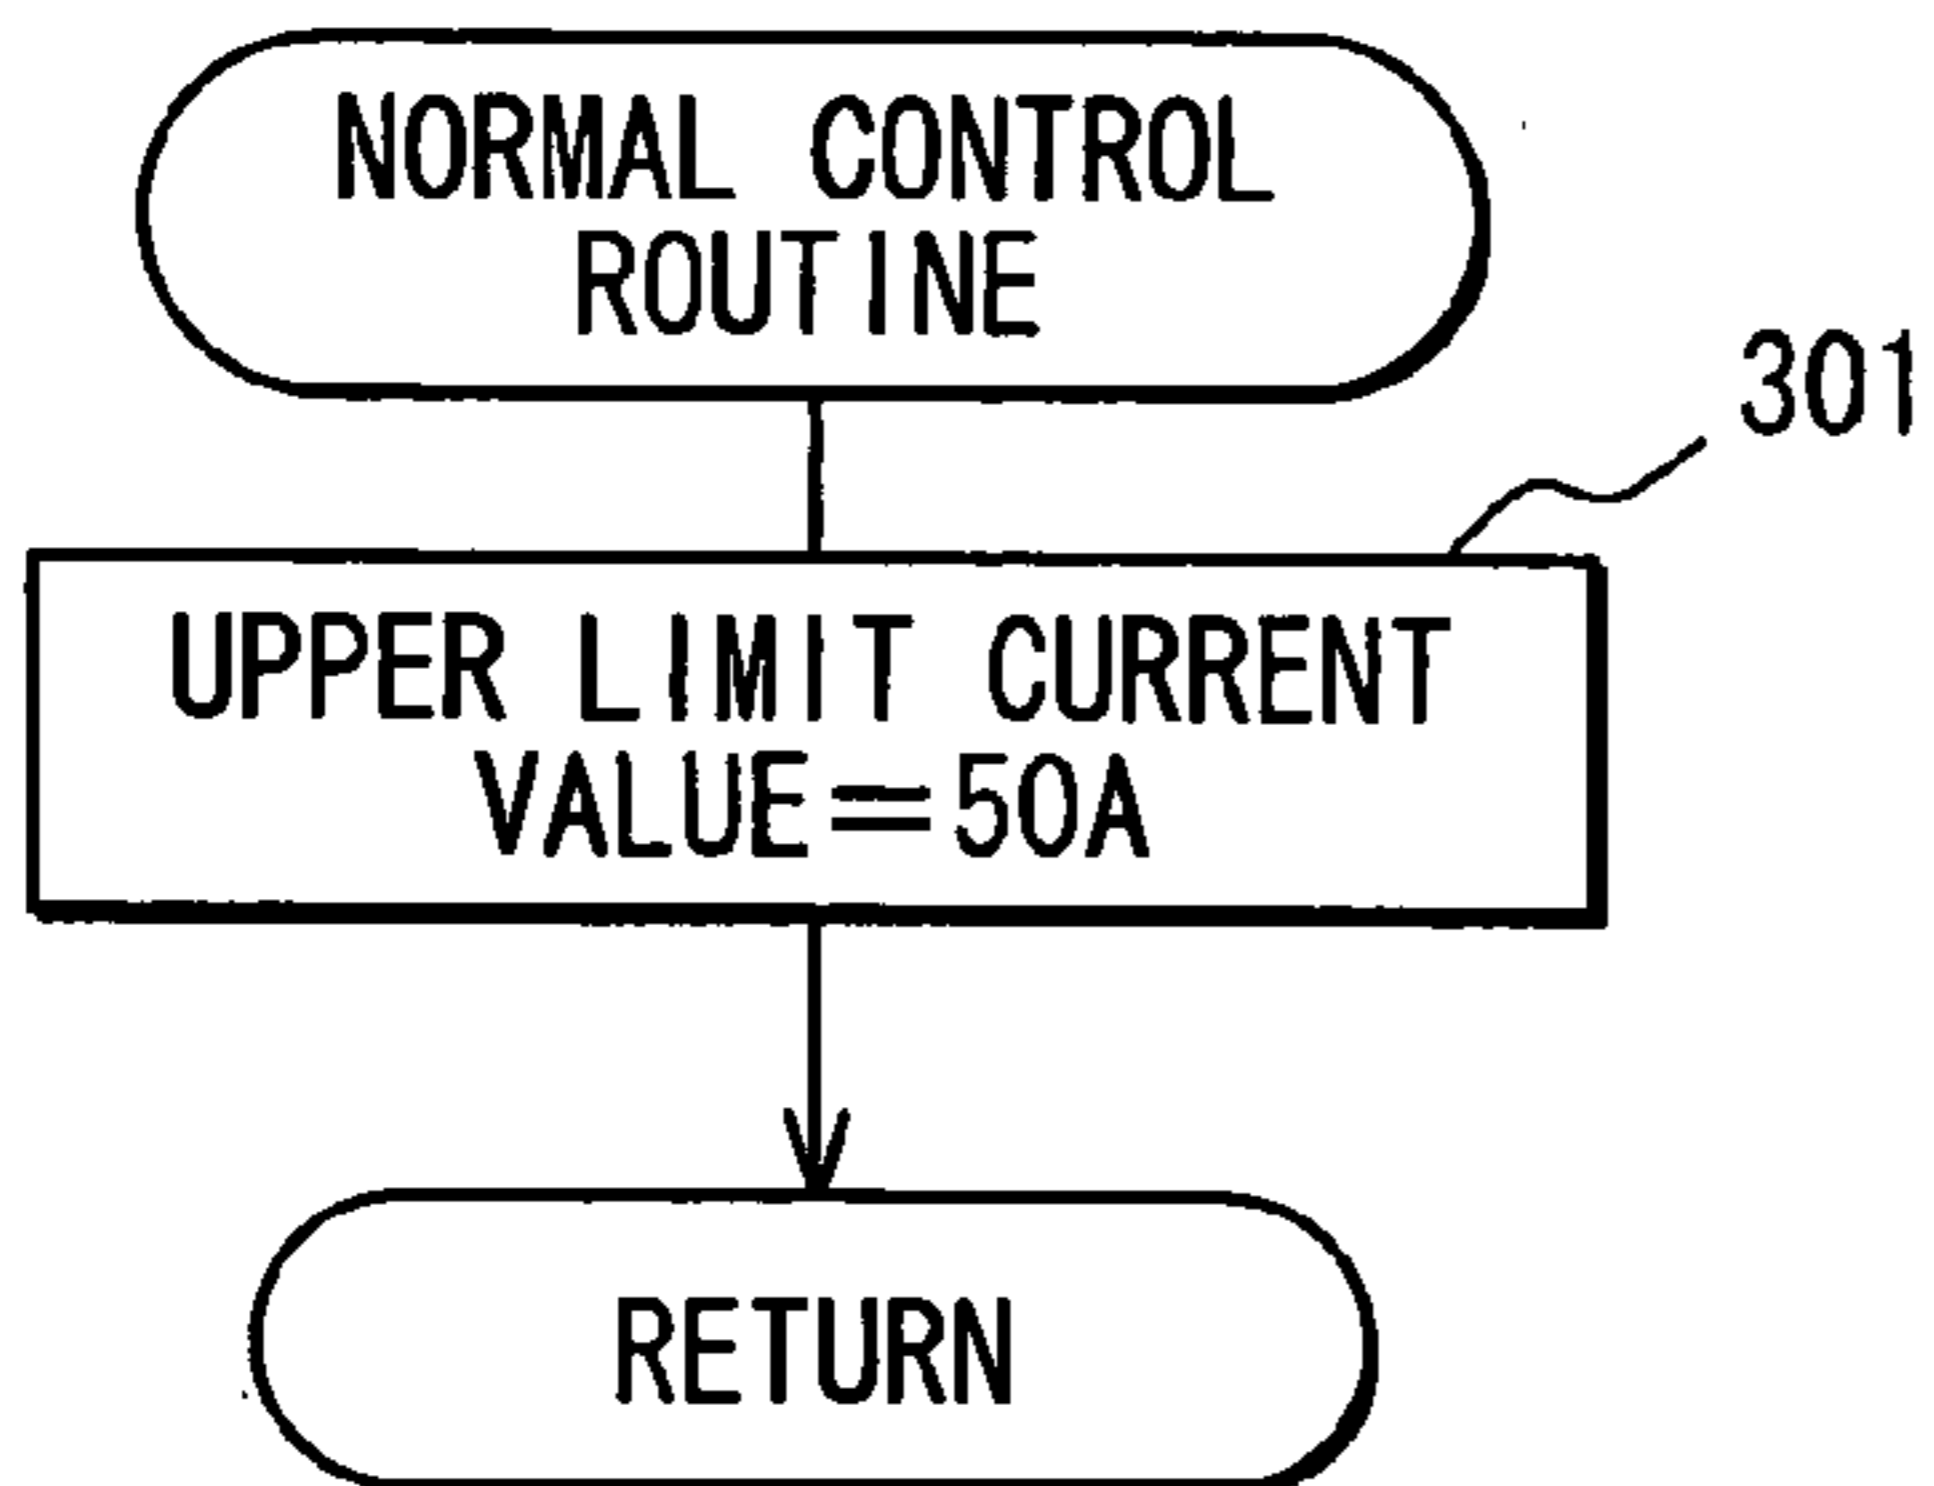 NORMAL CONTROL
ROUTINE
301
UPPER LIMIT CURRENT
VALUE=50A
RETURN